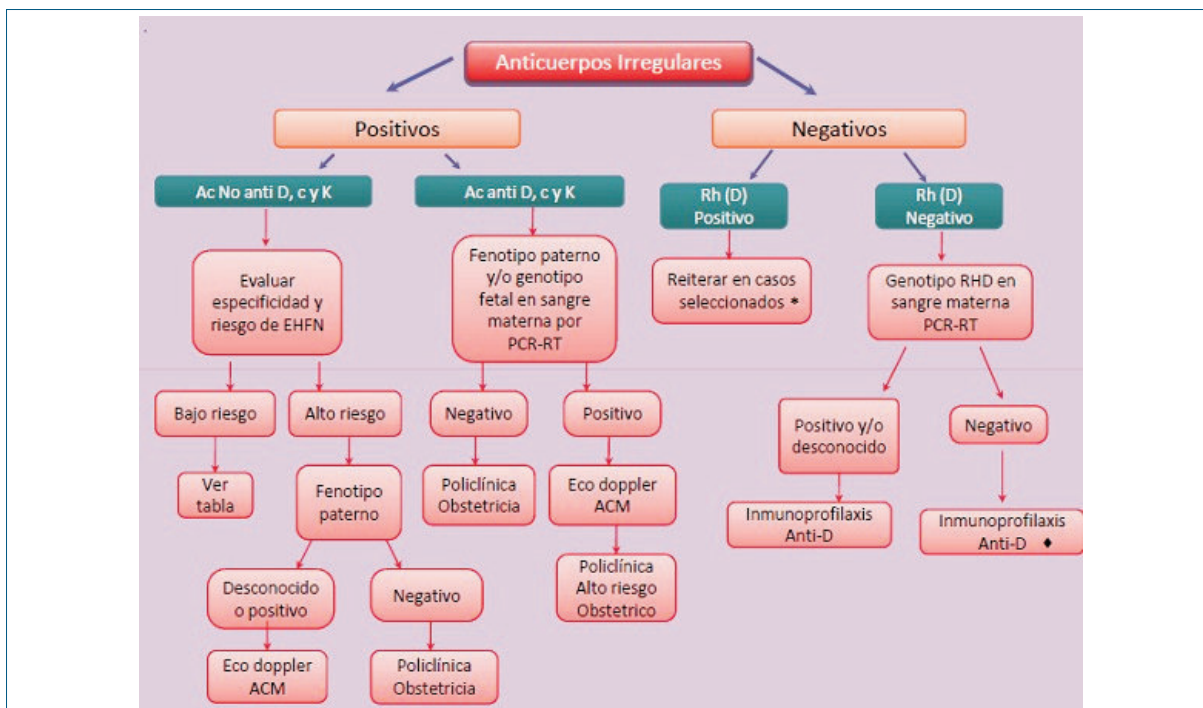 Anticuerpos Irregulares
Positivos
Negativos
Ac No anti D, c y K
Ac anti D, c y K
Rh (D)
Positivo
Rh (D)
Negativo
Evaluar
especificidad y
riesgo de EHFN
Fenotipo paterno
y/o genotipo
fetal en sangre
materna por
PCR-RT
Reiterar en casos
seleccionados *
Genotipo RHD en
sangre materna
PCR-RT
Bajo riesgo
Alto riesgo
Negativo
Positivo
Positivo y/o
desconocido
Negativo
Ver
tabla
Fenotipo
paterno
Policlínica
Obstetricia
Eco doppler
ACM
Inmunoprofilaxis
Anti-D
Inmunoprofilaxis
Anti-D ♦
Desconocido
o positivo
Negativo
Policlínica
Alto riesgo
Obstetrico
Eco doppler
ACM
Policlínica
Obstetricia